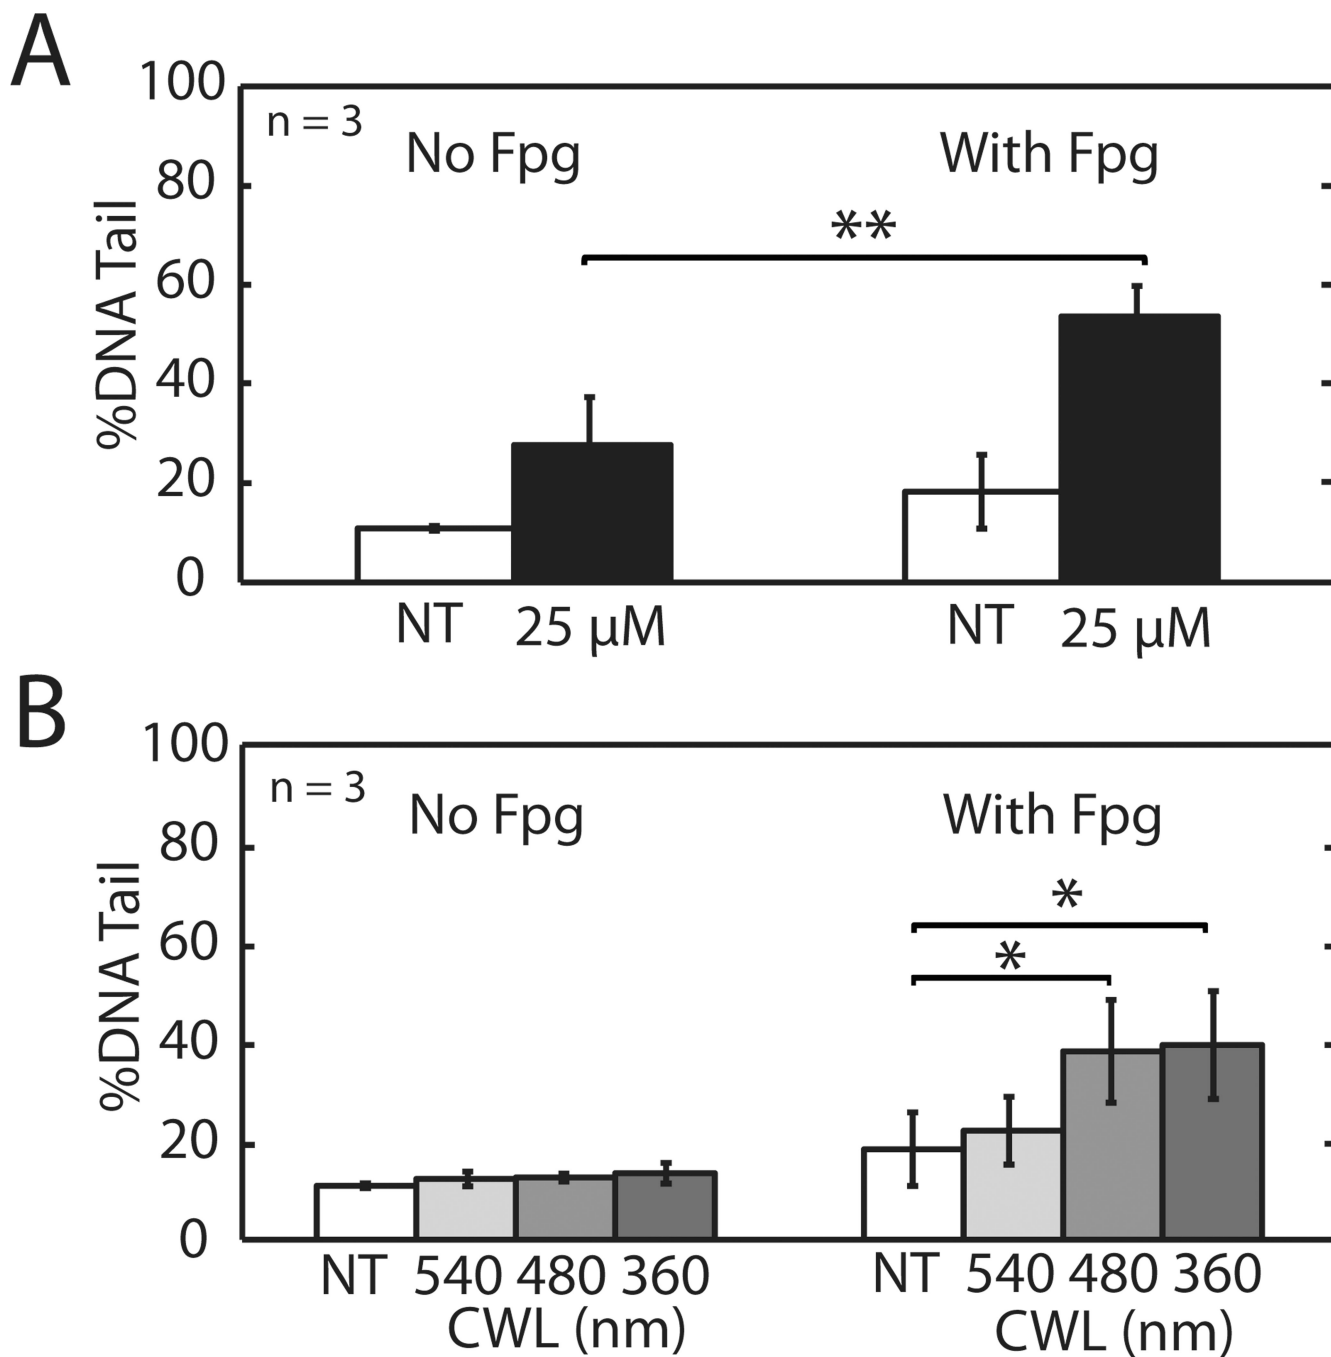 A
100
n = 3
No Fpg
With Fpg
80
**
60
40
20
0
%DNA Tail
NT
25 µM
NT
25 µM
B
100
n = 3
No Fpg
With Fpg
80
*
60
*
40
20
0
%DNA Tail
NT 540 480 360
CWL (nm)
NT 540 480 360
CWL (nm)